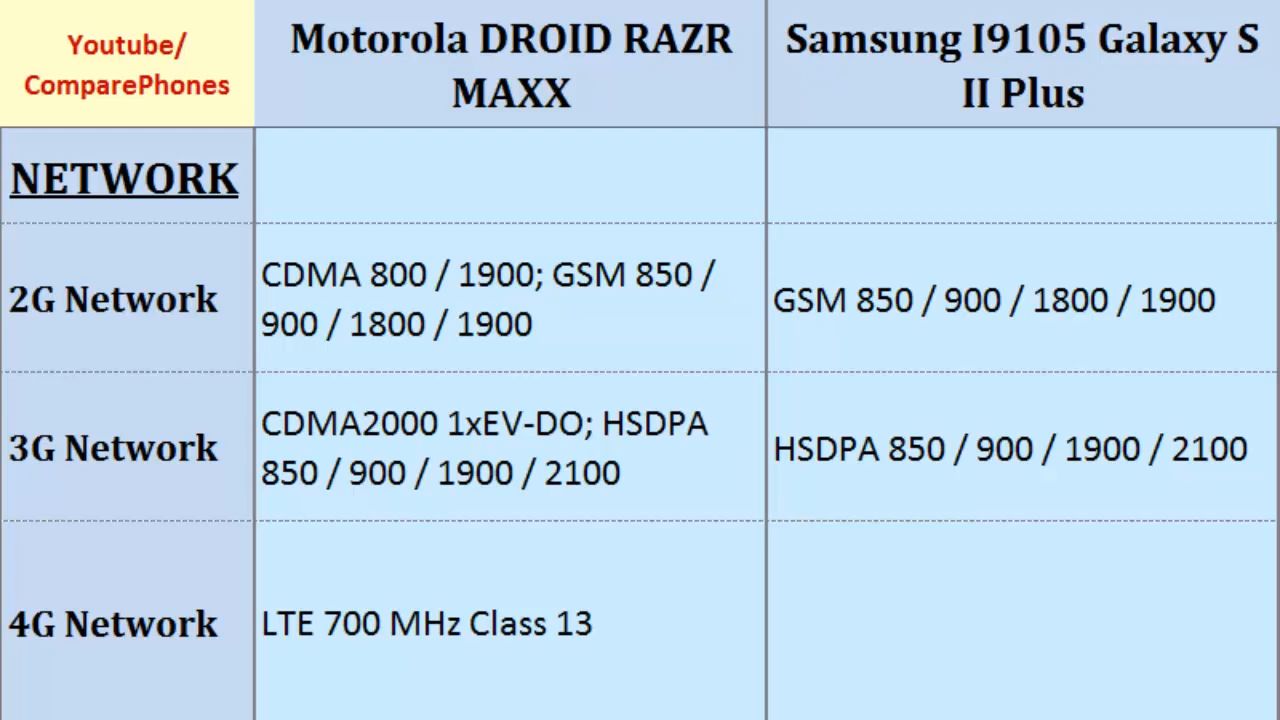 Youtube/
ComparePhones
Motorola DROID RAZR
MAXX
Samsung I9105 Galaxy S
II Plus
NETWORK
2G Network
CDMA 800 / 1900; GSM 850 /
900 / 1800 / 1900
GSM 850 / 900 / 1800 / 1900
3G Network
CDMA2000 1xEV-DO; HSDPA
850 / 900 / 1900 / 2100
HSDPA 850 / 900 / 1900 / 2100
4G Network
LTE 700 MHz Class 13